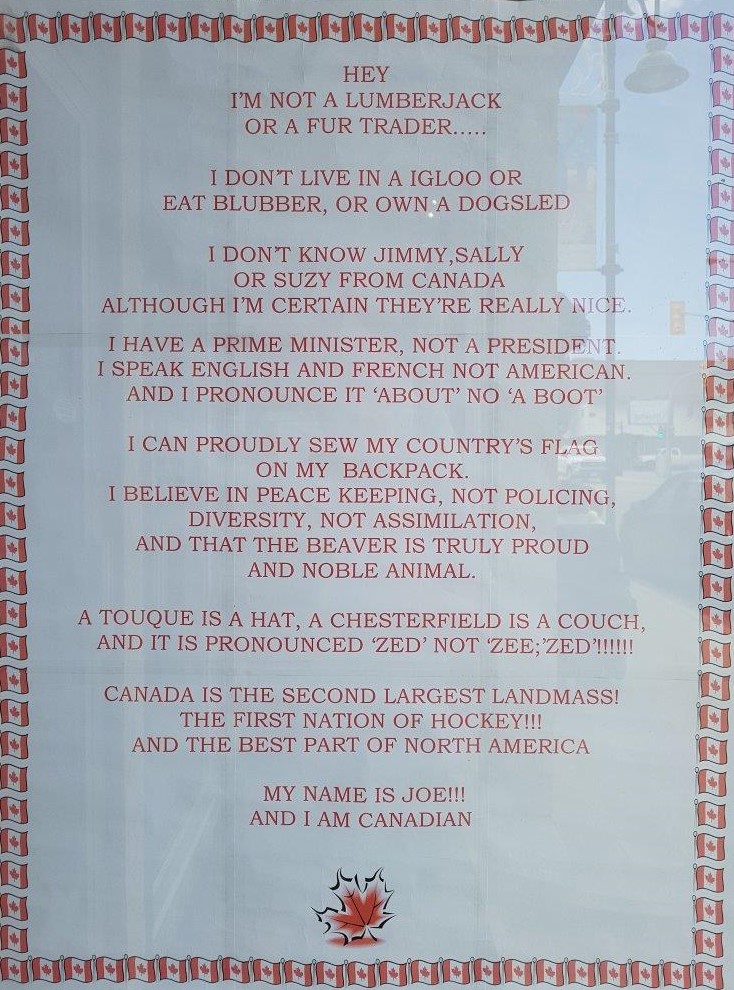 HEY
I'M NOT A LUMBERJACK
OR A FUR TRADER.....
I DON'T LIVE IN A IGLOO OR
EAT BLUBBER, OR OWN A DOGSLED
I DON'T KNOW JIMMY,SALLY
OR SUZY FROM CANADA
ALTHOUGH I'M CERTAIN THEY'RE REALLY NICE.
I HAVE A PRIME MINISTER, NOT A PRESIDENT.
I SPEAK ENGLISH AND FRENCH NOT AMERICAN.
AND I PRONOUNCE IT 'ABOUT' NO 'A BOOT'
I CAN PROUDLY SEW MY COUNTRY'S FLAG
ON MY BACKPACK.
I BELIEVE IN PEACE KEEPING, NOT POLICING,
DIVERSITY, NOT ASSIMILATION,
AND THAT THE BEAVER IS TRULY PROUD
AND NOBLE ANIMAL.
A TOUQUE IS A HAT, A CHESTERFIELD IS A COUCH,
AND IT IS PRONOUNCED 'ZED' NOT 'ZEE;'ZED'!!!!!!
CANADA IS THE SECOND LARGEST LANDMASS!
THE FIRST NATION OF HOCKEY!!!
AND THE BEST PART OF NORTH AMERICA
MY NAME IS JOE!!!
AND I AM CANADIAN